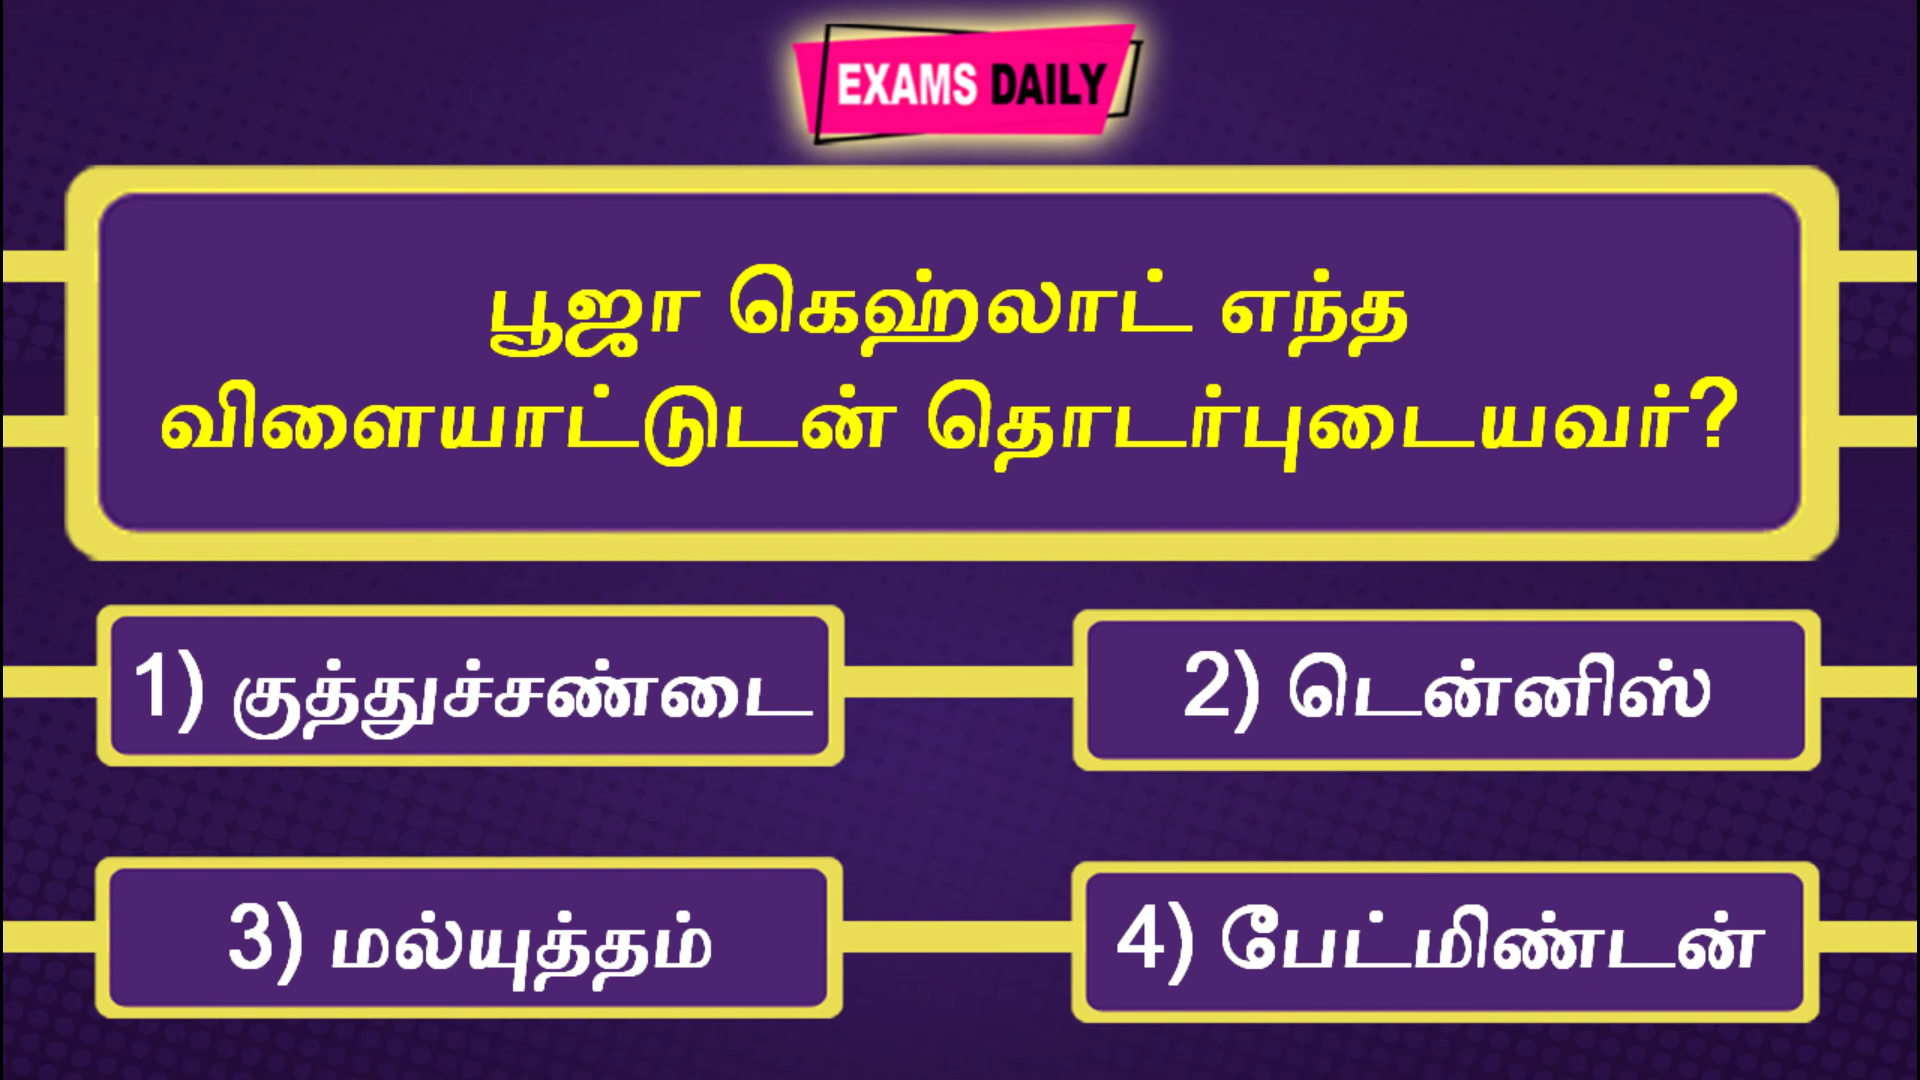 EXAMS DAILY
பூஜா கெஹ்லாட் எந்த
விளையாட்டுடன் தொடர்புடையவர்?
1) குத்துச்சண்டை
2) டென்னிஸ்
3) மல்யுத்தம்
4) பேட்மிண்டன்